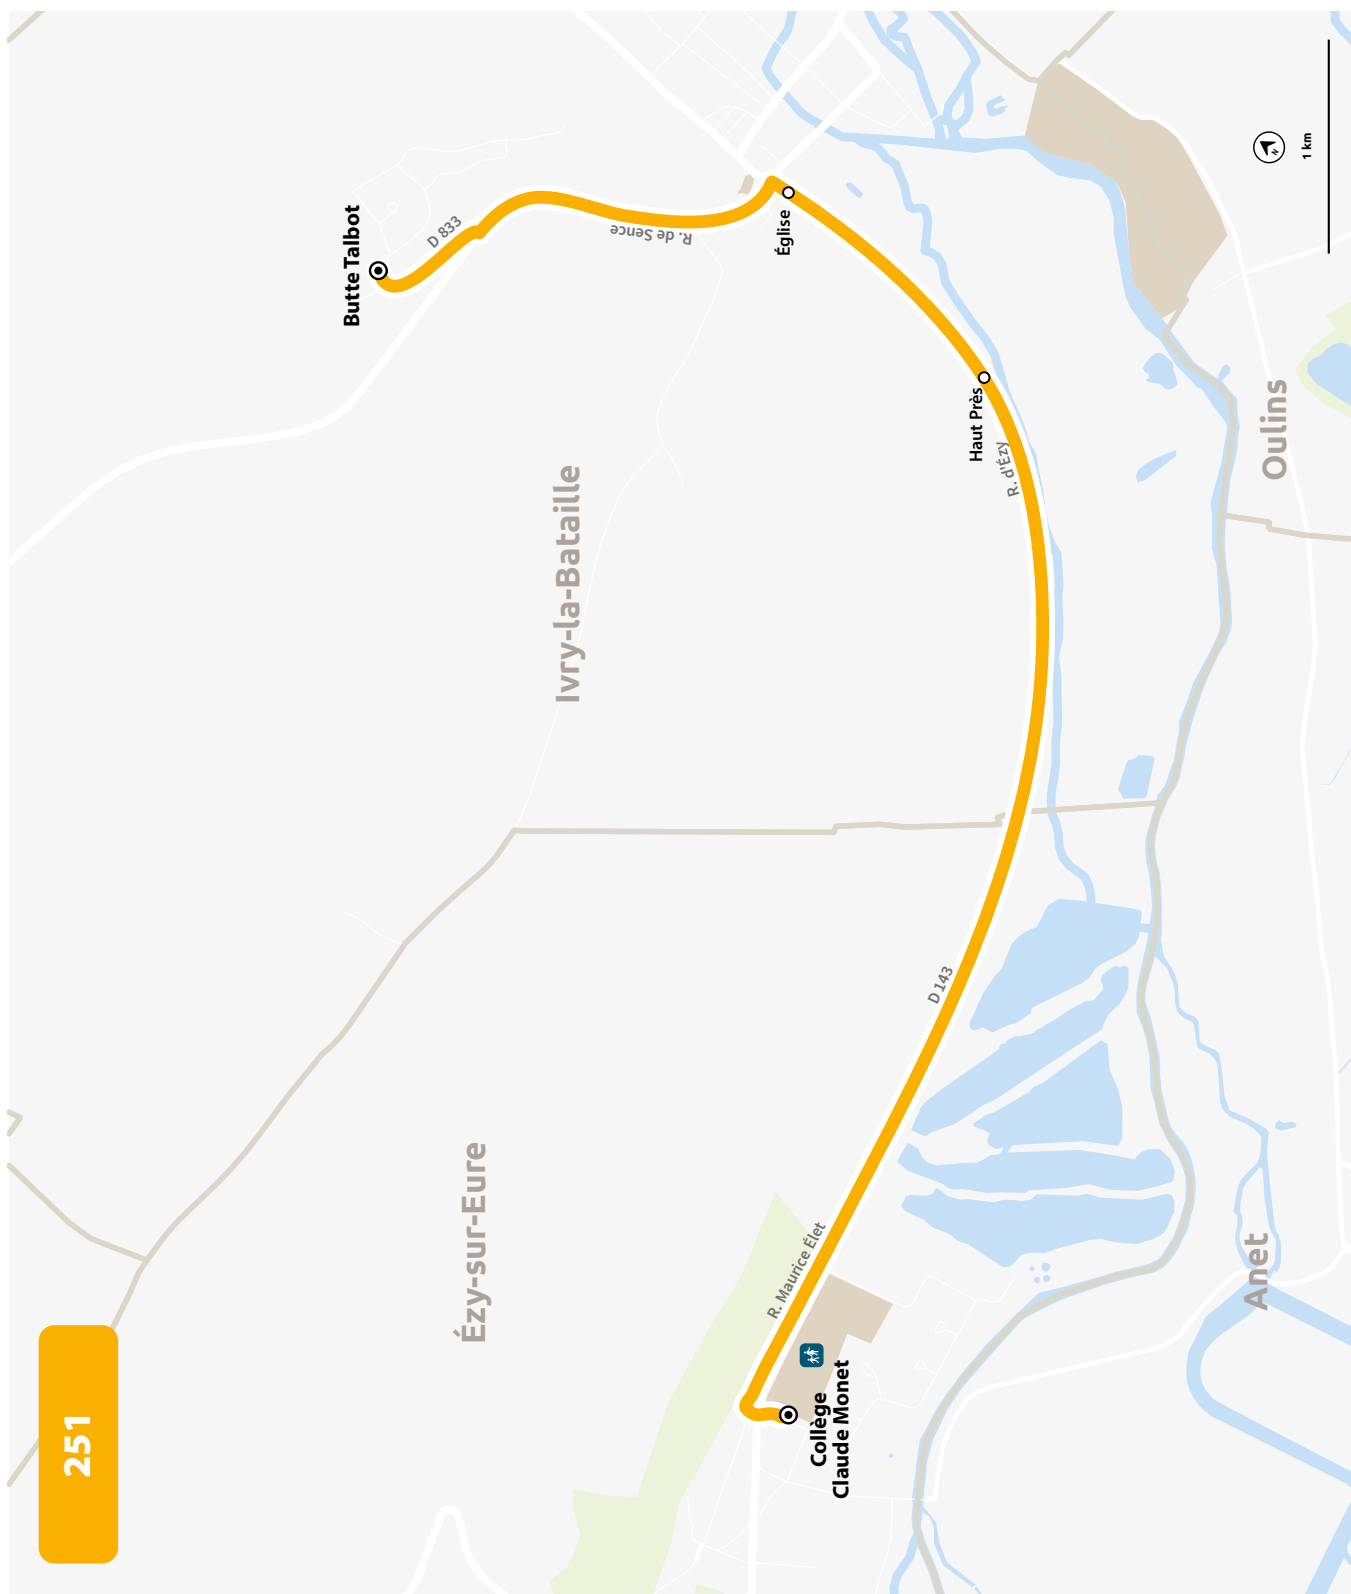 251
Butte Talbot
D 833
R. de Sence
Église
Haut Près
R. d'Ézy
Ivry-la-Bataille
Oulins
D 143
Ézy-sur-Eure
R. Maurice Élet
Anet
Collège
Claude Monet
N
1 km